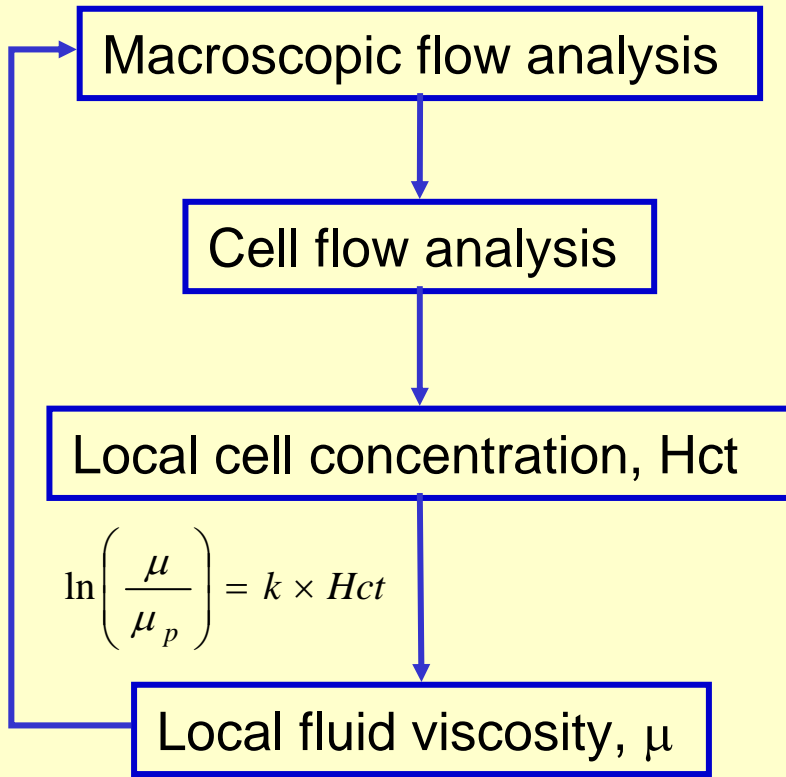 Macroscopic flow analysis
Cell flow analysis
Local cell concentration, Hct
ln(μ/μ_p) = k × Hct
Local fluid viscosity, μ